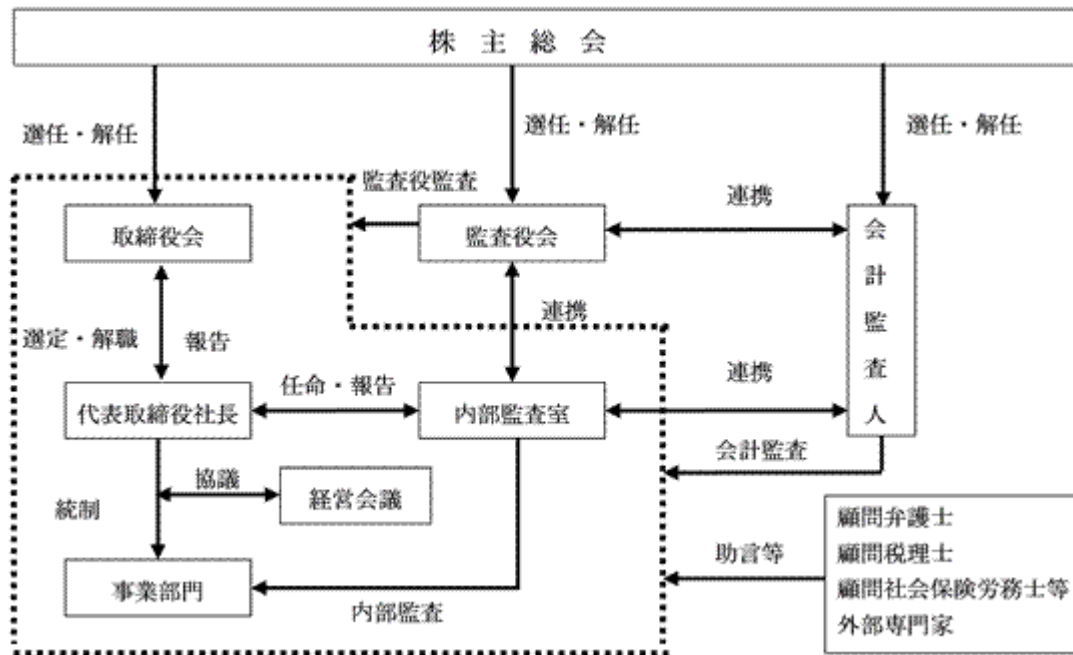 株主総会
選任・解任
選任・解任
選任・解任
監査役監査
連携
取締役会
監査役会
会計監査人
選定・解職
報告
連携
任命・報告
連携
代表取締役社長
内部監査室
会計監査
協議
統制
経営会議
助言等
顧問弁護士
顧問税理士
顧問社会保険労務士等
外部専門家
事業部門
内部監査